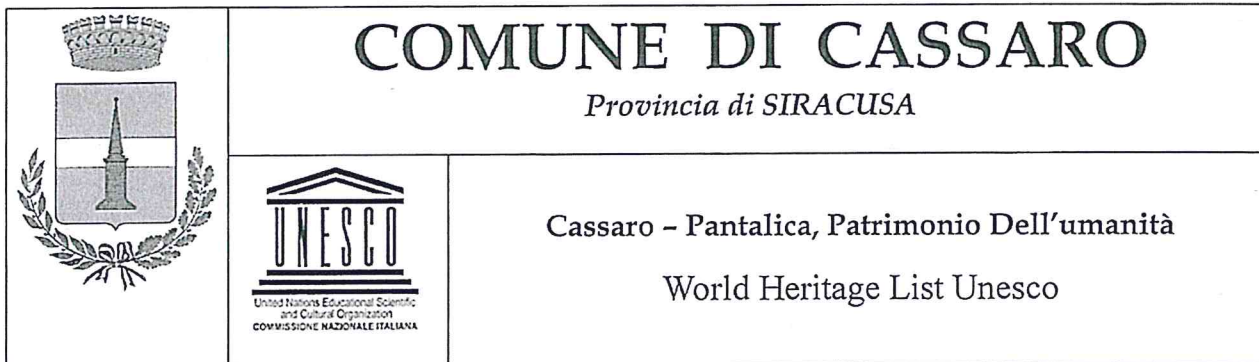 COMUNE DI CASSARO
Provincia di SIRACUSA
UNESCO
United Nations Educational Scientific
and Cultural Organization
COMMISSIONE NAZIONALE ITALIANA
Cassaro – Pantalica, Patrimonio Dell'umanità
World Heritage List Unesco